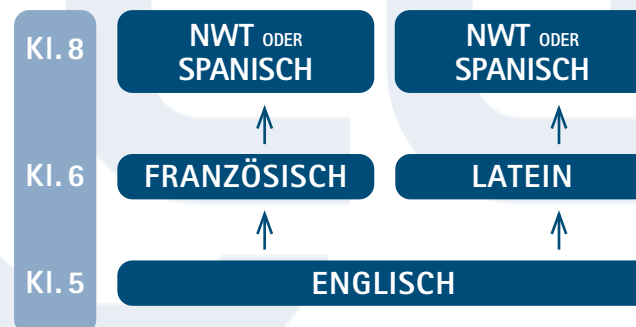 Kl. 8
NWT ODER
SPANISCH
NWT ODER
SPANISCH
Kl. 6
FRANZÖSISCH
LATEIN
Kl. 5
ENGLISCH